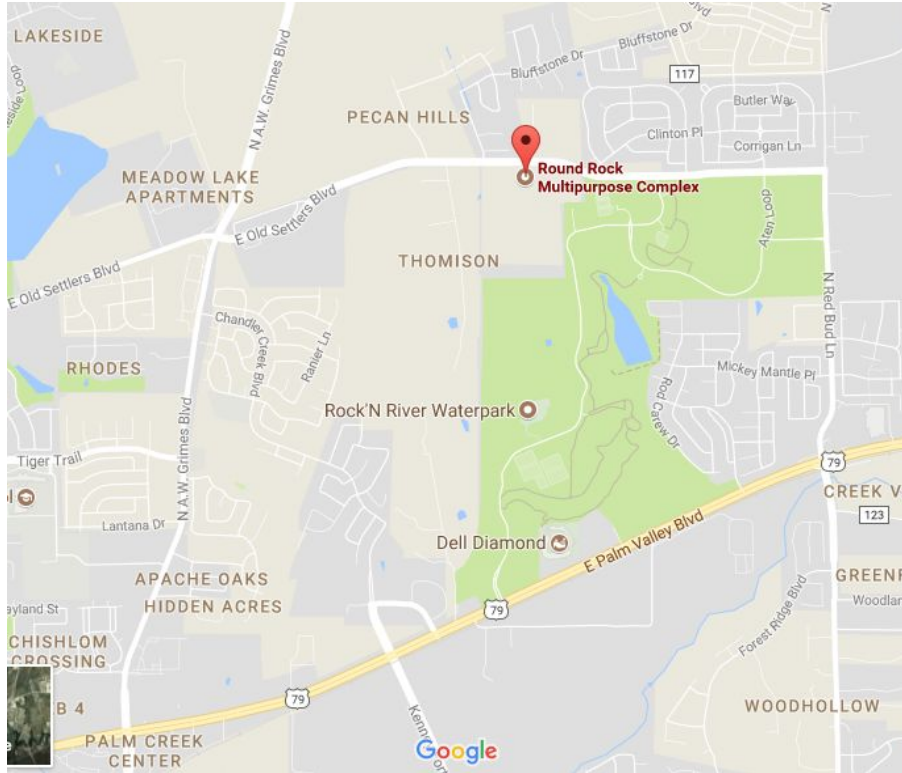 LAKESIDE
Bluffstone Dr
Bluffstone Dr
N A.W. Grimes Blvd
117
PECAN HILLS
Butler Way
Clinton Pl
Corrigan Ln
Round Rock
Multipurpose Complex
MEADOW LAKE
APARTMENTS
E Old Settlers Blvd
Aten Loop
THOMISON
E Old Settlers Blvd
N Red Bud Ln
Chandler Creek Blvd
Ranier Ln
RHODES
Mickey Mantle Pl
Rod Carew Dr
Rock'N River Waterpark
N A.W. Grimes Blvd
Tiger Trail
79
CREEK V
Lantana Dr
123
Dell Diamond
E Palm Valley Blvd
APACHE OAKS
HIDDEN ACRES
GREENF
Woodlan
79
Forest Ridge Blvd
CHISHLOM
CROSSING
79
B 4
WOODHOLLOW
PALM CREEK
CENTER
Google